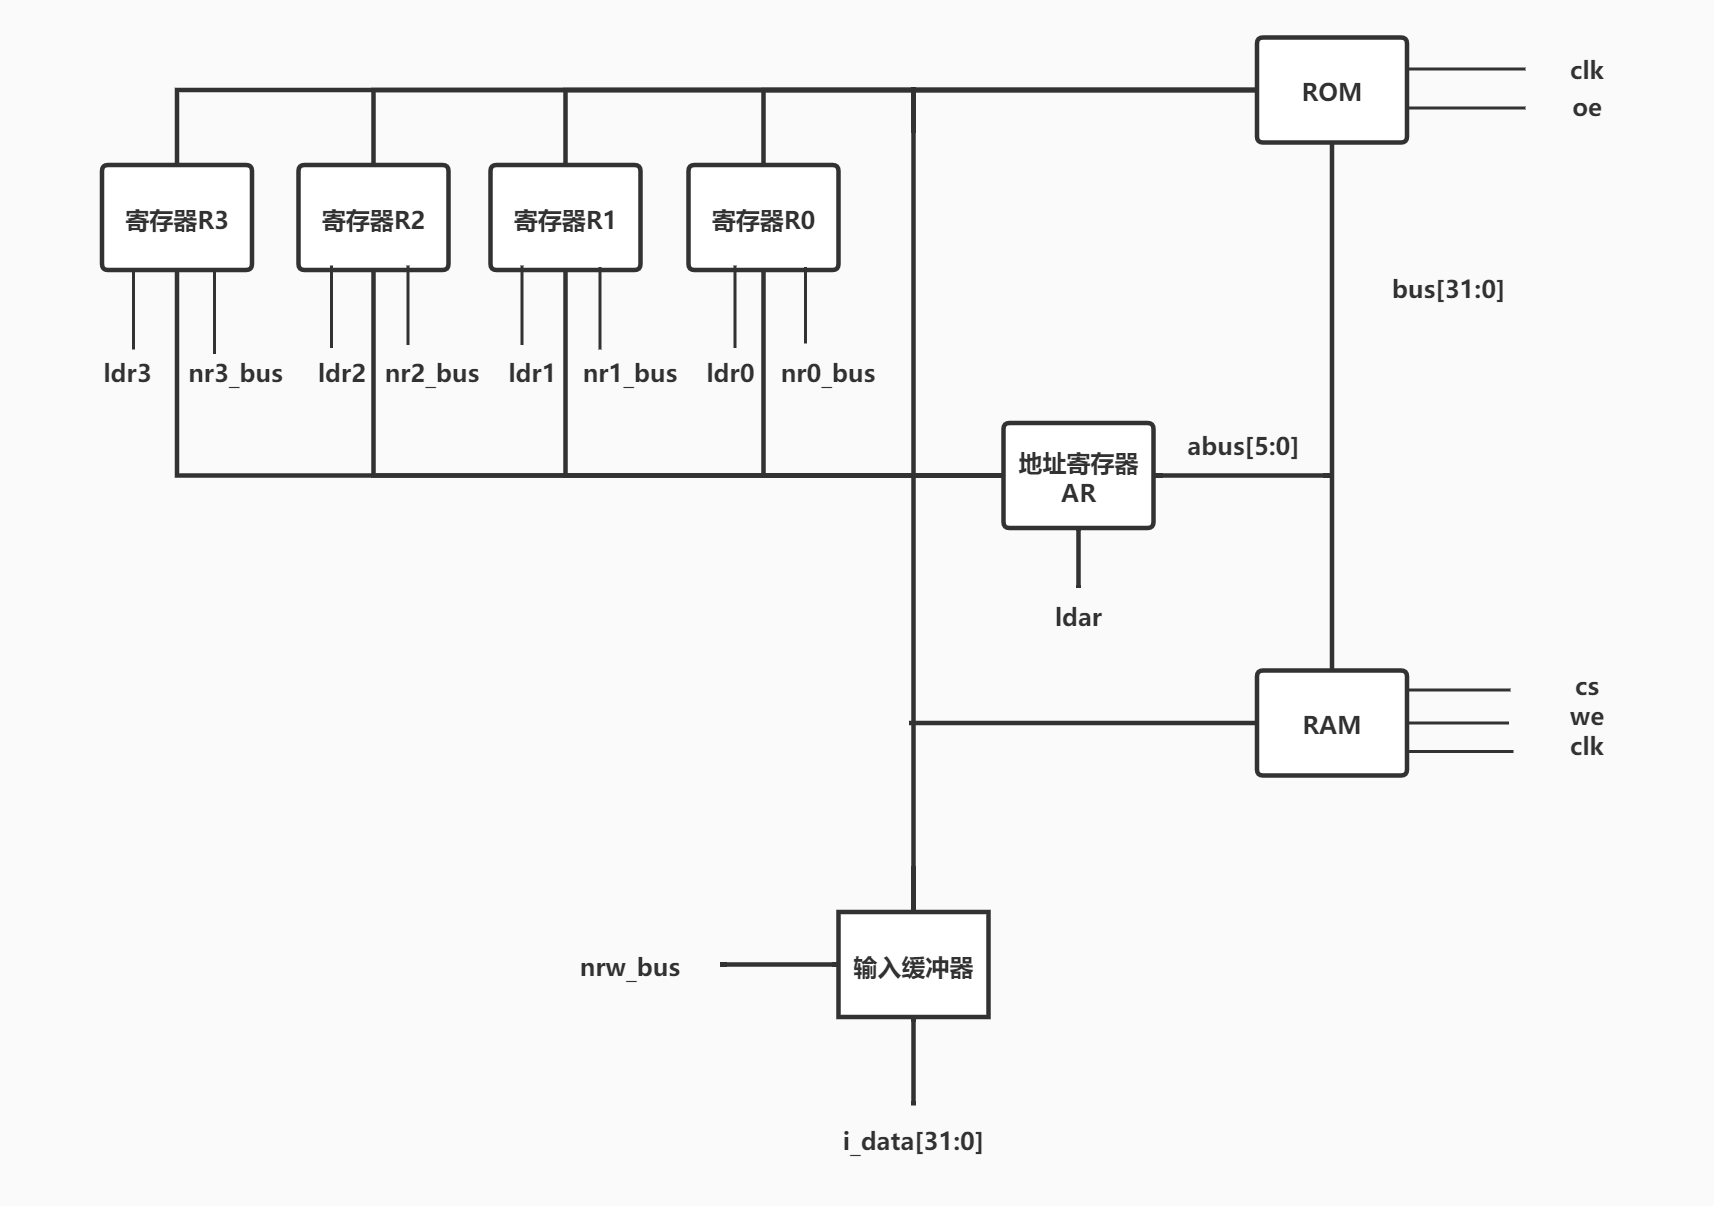 ROM
clk
oe
寄存器R3
寄存器R2
寄存器R1
寄存器R0
bus[31:0]
ldr3
nr3_bus
ldr2
nr2_bus
ldr1
nr1_bus
ldr0
nr0_bus
地址寄存器
AR
abus[5:0]
ldar
RAM
cs
we
clk
nrw_bus
输入缓冲器
i_data[31:0]